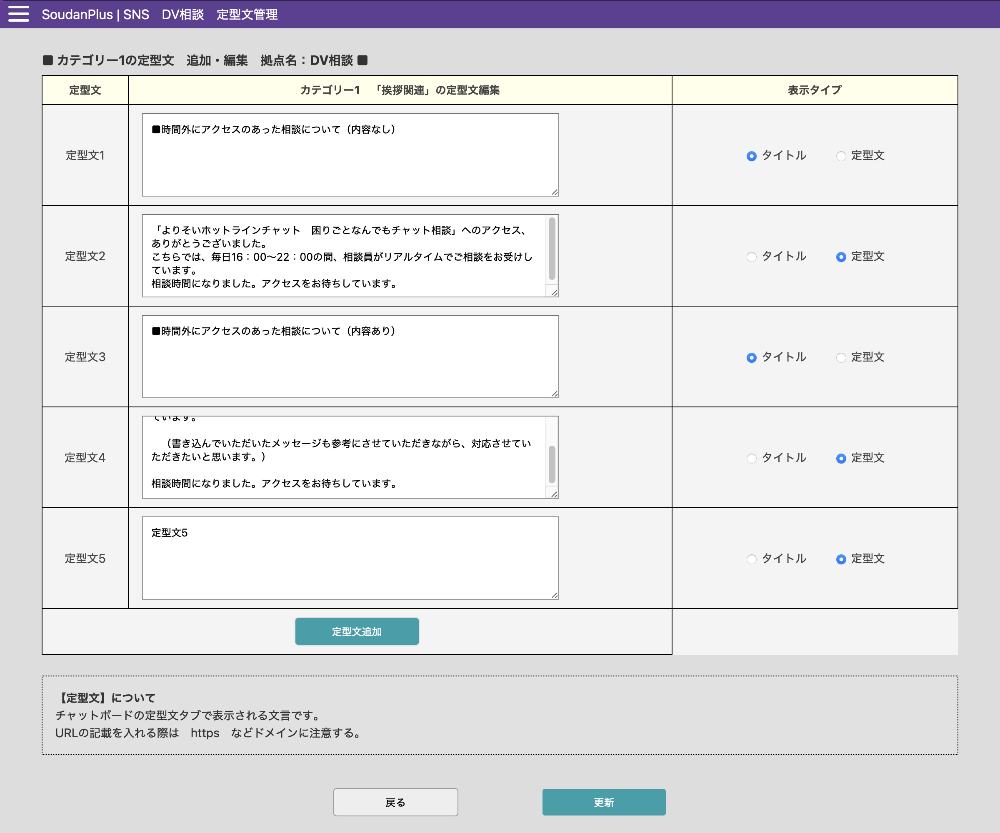 SoudanPlus | SNS　DV相談　定型文管理
■ カテゴリー1の定型文　追加・編集　拠点名：DV相談 ■
定型文　カテゴリー1　「挨拶関連」の定型文編集　表示タイプ
定型文1
■時間外にアクセスのあった相談について（内容なし）
タイトル　定型文
定型文2
「よりそいホットラインチャット　困りごとなんでもチャット相談」へのアクセス、
ありがとうございました。
こちらでは、毎日16：00〜22：00の間、相談員がリアルタイムでご相談をお受けし
ています。
相談時間になりました。アクセスをお待ちしています。
タイトル　定型文
定型文3
■時間外にアクセスのあった相談について（内容あり）
タイトル　定型文
定型文4
ています。
（書き込んでいただいたメッセージも参考にさせていただきながら、対応させてい
ただきたいと思います。）
相談時間になりました。アクセスをお待ちしています。
タイトル　定型文
定型文5
定型文5
タイトル　定型文
定型文追加
【定型文】について
チャットボードの定型文タブで表示される文言です。
URLの記載を入れる際は　https　などドメインに注意する。
戻る　更新